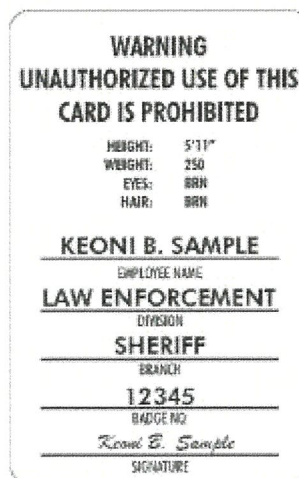 WARNING
UNAUTHORIZED USE OF THIS
CARD IS PROHIBITED
HEIGHT: 5'11"
WEIGHT: 250
EYES: BRN
HAIR: BRN
KEONI B. SAMPLE
EMPLOYEE NAME
LAW ENFORCEMENT
DIVISION
SHERIFF
BRANCH
12345
BADGE NO
Keoni B. Sample
SIGNATURE